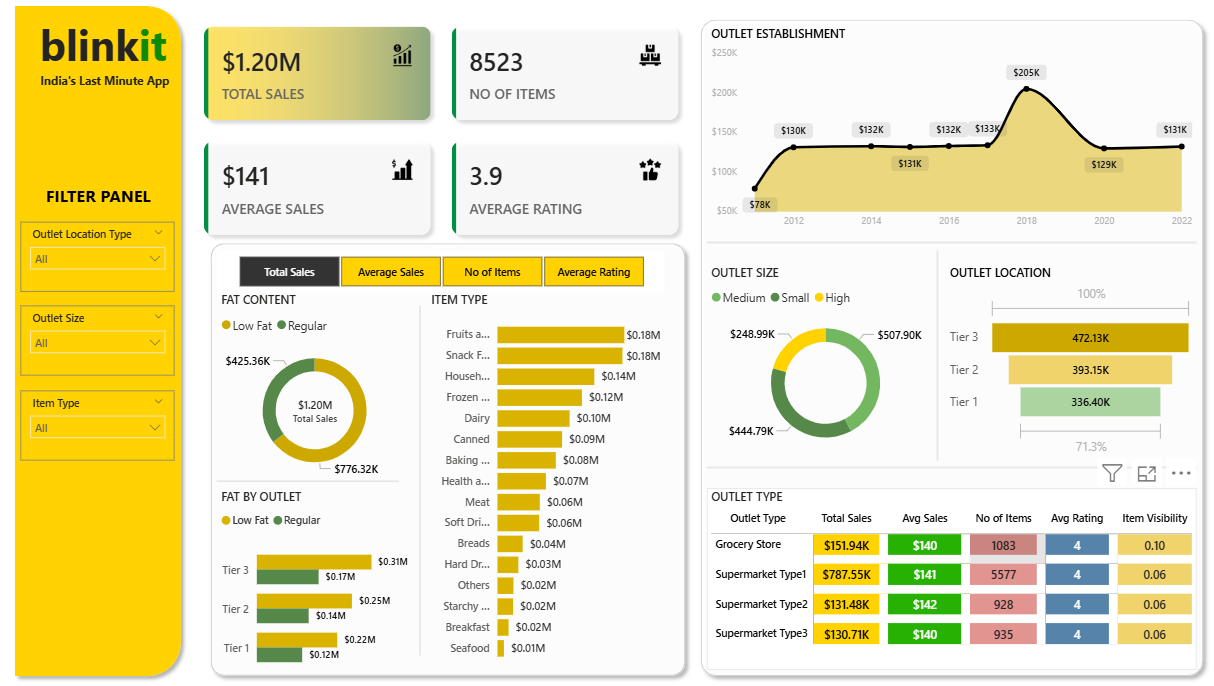 blinkit
India's Last Minute App
FILTER PANEL
Outlet Location Type
All
Outlet Size
All
Item Type
All
$1.20M
TOTAL SALES
8523
NO OF ITEMS
$141
AVERAGE SALES
3.9
AVERAGE RATING
Total Sales Average Sales No of Items Average Rating
FAT CONTENT
Low Fat Regular
$425.36K
$1.20M
Total Sales
$776.32K
FAT BY OUTLET
Low Fat Regular
Tier 3 $0.31M
$0.17M
Tier 2 $0.25M
$0.14M
Tier 1 $0.22M
$0.12M
ITEM TYPE
Fruits a... $0.18M
Snack F... $0.18M
Househ... $0.14M
Frozen ... $0.12M
Dairy $0.10M
Canned $0.09M
Baking ... $0.08M
Health a... $0.07M
Meat $0.06M
Soft Dri... $0.06M
Breads $0.04M
Hard Dr... $0.03M
Others $0.02M
Starchy ... $0.02M
Breakfast $0.02M
Seafood $0.01M
OUTLET ESTABLISHMENT
$250K
$200K
$150K
$100K
$50K
$78K
$130K
$132K
$131K
$132K
$133K
$205K
$129K
$131K
2012 2014 2016 2018 2020 2022
OUTLET SIZE
Medium Small High
$248.99K
$507.90K
$444.79K
OUTLET LOCATION
100%
Tier 3 472.13K
Tier 2 393.15K
Tier 1 336.40K
71.3%
OUTLET TYPE
Outlet Type Total Sales Avg Sales No of Items Avg Rating Item Visibility
Grocery Store $151.94K $140 1083 4 0.10
Supermarket Type1 $787.55K $141 5577 4 0.06
Supermarket Type2 $131.48K $142 928 4 0.06
Supermarket Type3 $130.71K $140 935 4 0.06